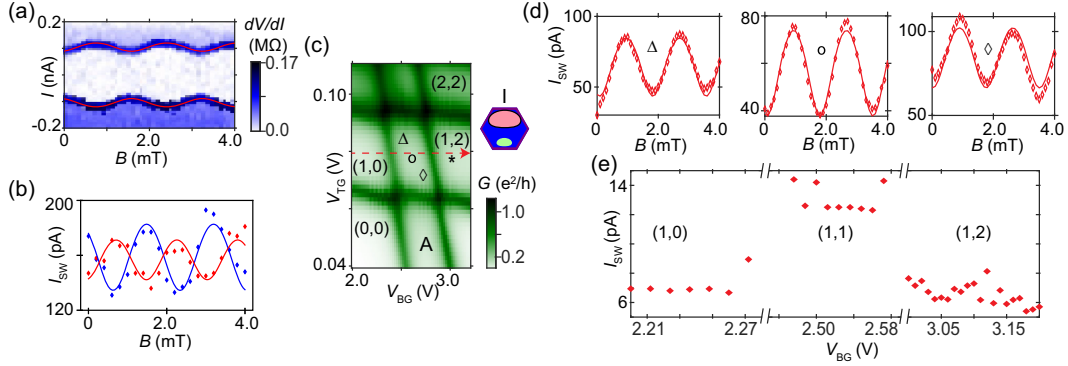 (a)
0.2
I (nA)
-0.2
0.0 2.0 4.0
B (mT)
dV/dI
(MΩ)
0.17
0.0
(b)
200
I_SW (pA)
120
0 2.0 4.0
B (mT)
(c)
0.10
V_TG (V)
0.04
2.0 3.0
V_BG (V)
(2,2)
Δ
(1,2)
o
*
(1,0)
◊
(0,0)
A
I
G (e²/h)
1.0
0.2
(d)
I_SW (pA)
100
50
30
0 2.0 4.0
B (mT)
Δ
80
60
40
0 2.0 4.0
B (mT)
o
100
60
0 2.0 4.0
B (mT)
◊
(e)
I_SW (pA)
14
6
(1,0)
(1,1)
(1,2)
2.21 2.27 2.50 2.58 3.05 3.15
V_BG (V)